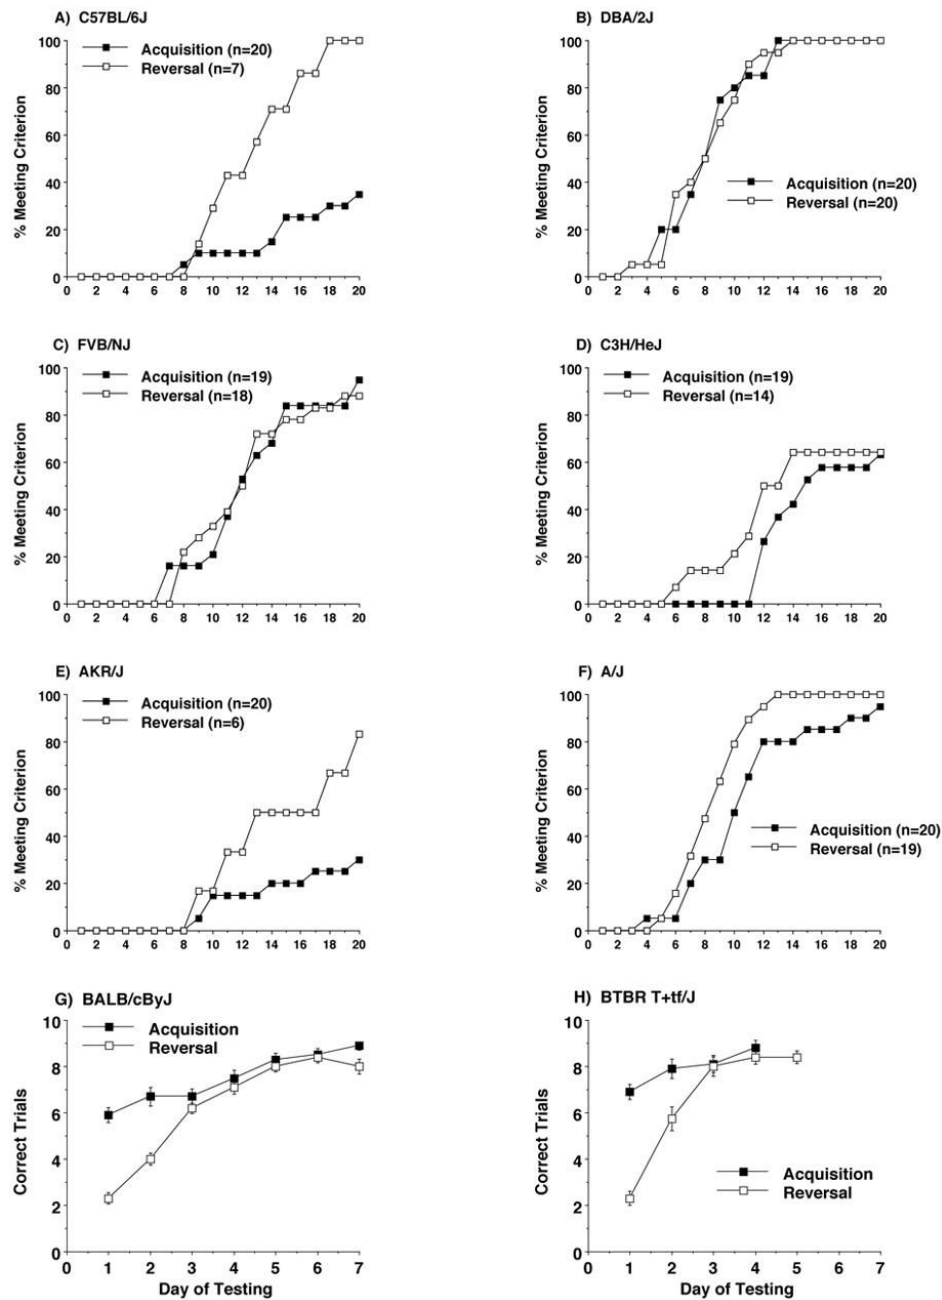 A) C57BL/6J
% Meeting Criterion
100
80
60
40
20
0
Acquisition (n=20)
Reversal (n=7)
0 2 4 6 8 10 12 14 16 18 20
B) DBA/2J
% Meeting Criterion
100
80
60
40
20
0
Acquisition (n=20)
Reversal (n=20)
0 2 4 6 8 10 12 14 16 18 20
C) FVB/NJ
% Meeting Criterion
100
80
60
40
20
0
Acquisition (n=19)
Reversal (n=18)
0 2 4 6 8 10 12 14 16 18 20
D) C3H/HeJ
% Meeting Criterion
100
80
60
40
20
0
Acquisition (n=19)
Reversal (n=14)
0 2 4 6 8 10 12 14 16 18 20
E) AKR/J
% Meeting Criterion
100
80
60
40
20
0
Acquisition (n=20)
Reversal (n=6)
0 2 4 6 8 10 12 14 16 18 20
F) A/J
% Meeting Criterion
100
80
60
40
20
0
Acquisition (n=20)
Reversal (n=19)
0 2 4 6 8 10 12 14 16 18 20
G) BALB/cByJ
Correct Trials
10
8
6
4
2
0
Acquisition
Reversal
0 1 2 3 4 5 6 7
Day of Testing
H) BTBR T+tf/J
Correct Trials
10
8
6
4
2
0
Acquisition
Reversal
0 1 2 3 4 5 6 7
Day of Testing